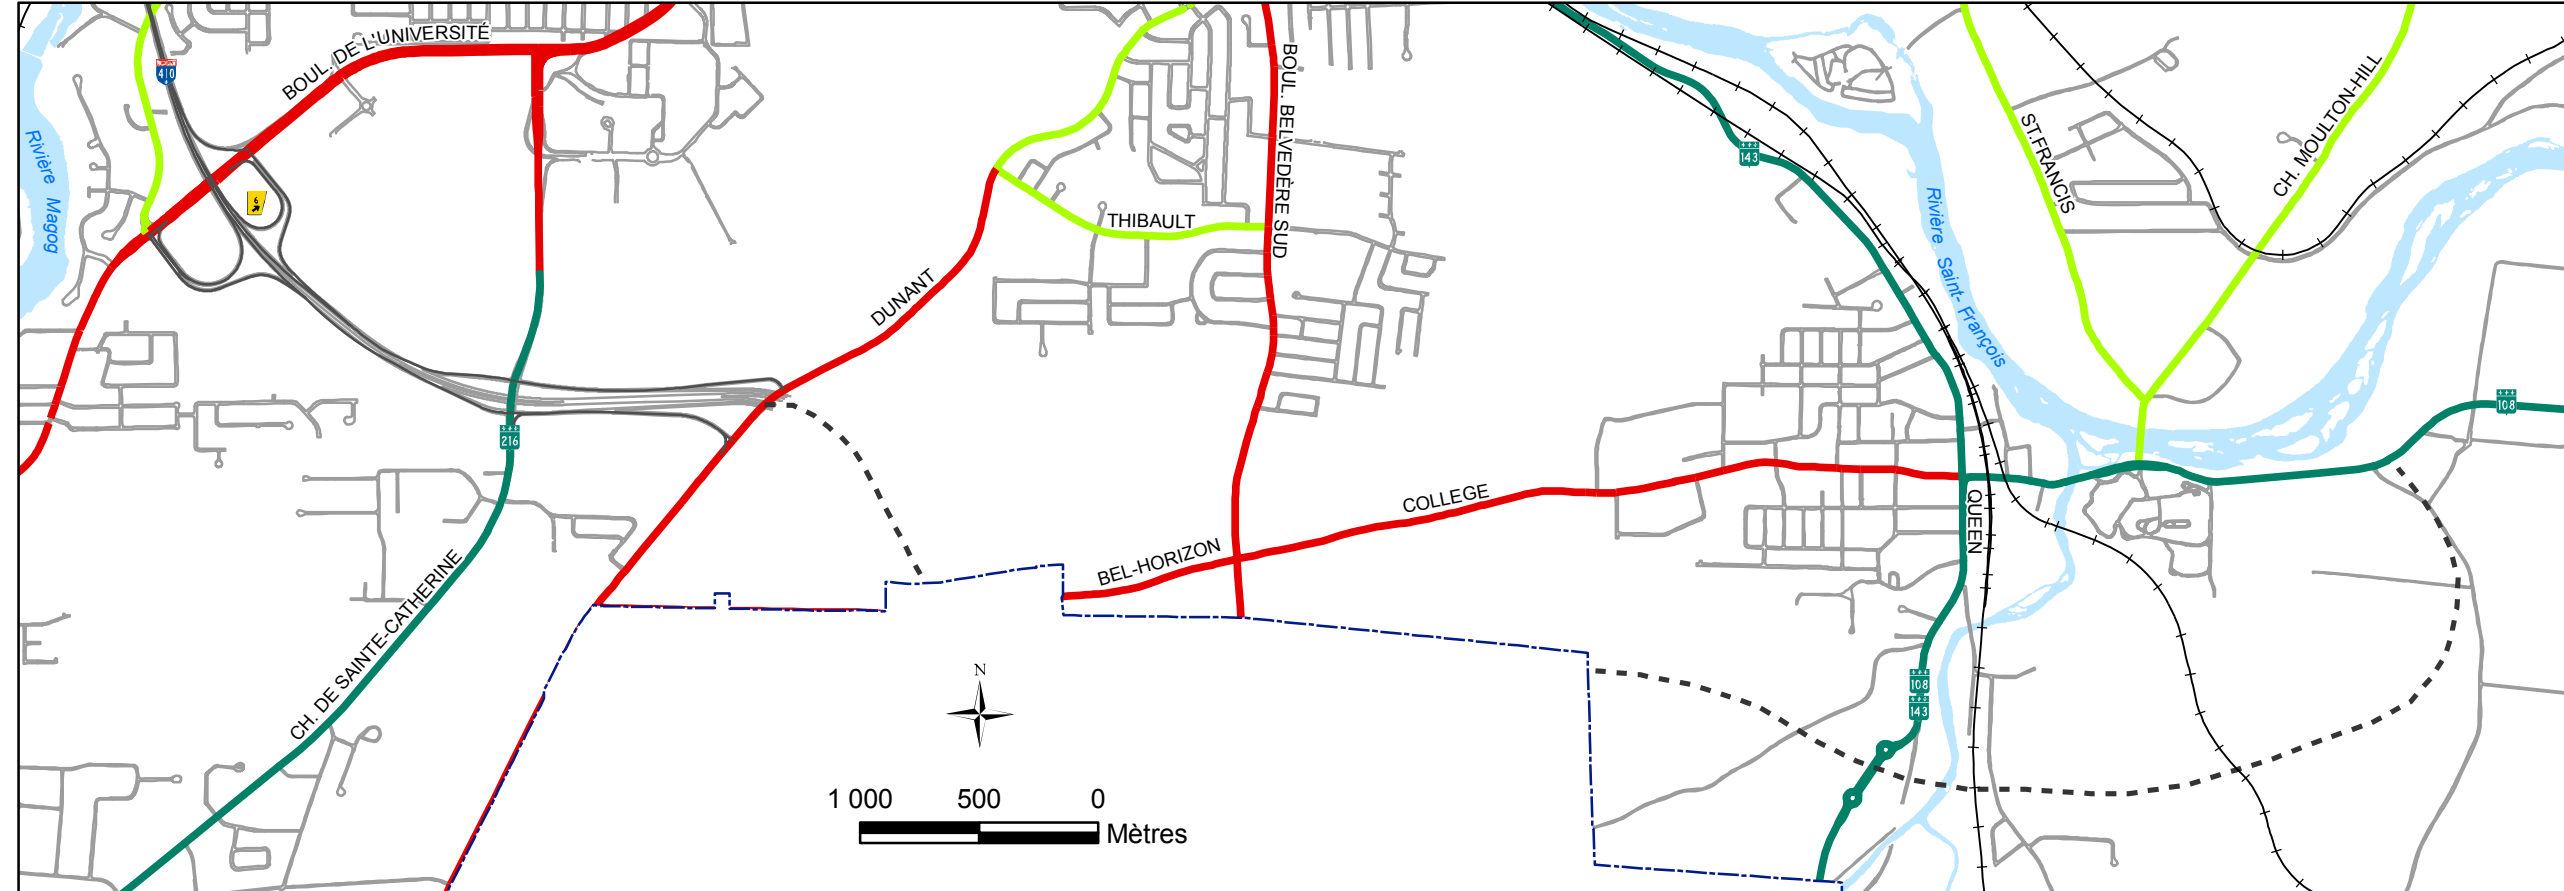 BOUL. DE L'UNIVERSITÉ
410
Rivière Magog
6
BOUL. BELVEDÈRE SUD
THIBAULT
DUNANT
143
ST.FRANCIS
CH. MOULTON-HILL
Rivière Saint- François
216
108
COLLEGE
QUEEN
BEL-HORIZON
CH. DE SAINTE-CATHERINE
N
108
143
1 000 500 0
Mètres